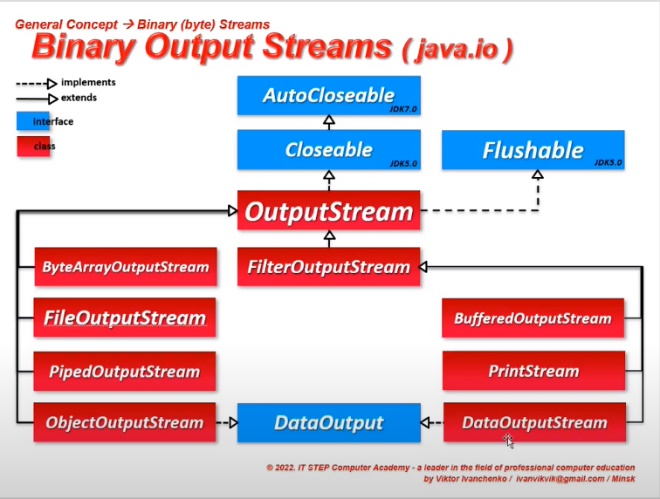 General Concept → Binary (byte) Streams
Binary Output Streams ( java.io )
implements
extends
Interface
class
AutoCloseable
JDK7.0
Closeable
JDK5.0
Flushable
JDK5.0
OutputStream
ByteArrayOutputStream
FilterOutputStream
FileOutputStream
BufferedOutputStream
PipedOutputStream
PrintStream
ObjectOutputStream
DataOutput
DataOutputStream
© 2022. IT STEP Computer Academy - a leader in the field of professional computer education
by Viktor Ivanchenko / ivanvikvik@gmail.com / Minsk